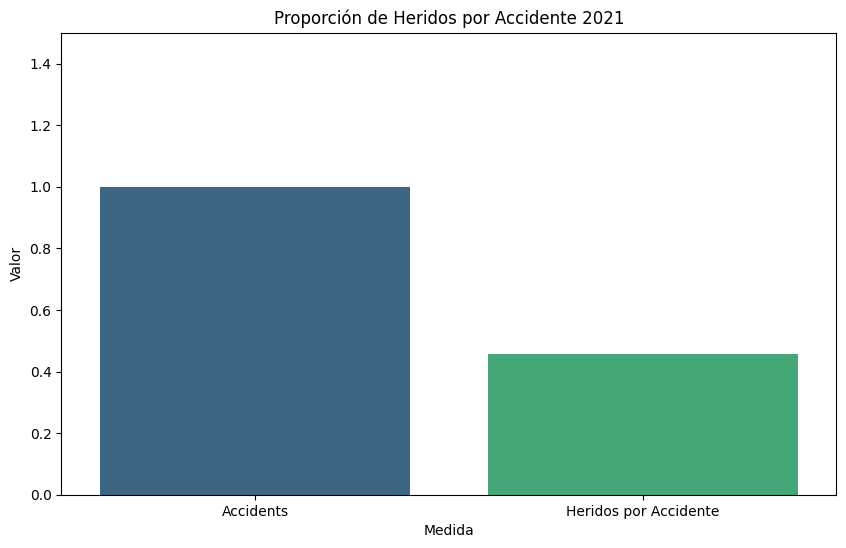 Proporción de Heridos por Accidente 2021
1.4
1.2
1.0
0.8
0.6
0.4
0.2
0.0
Valor
Accidents
Heridos por Accidente
Medida